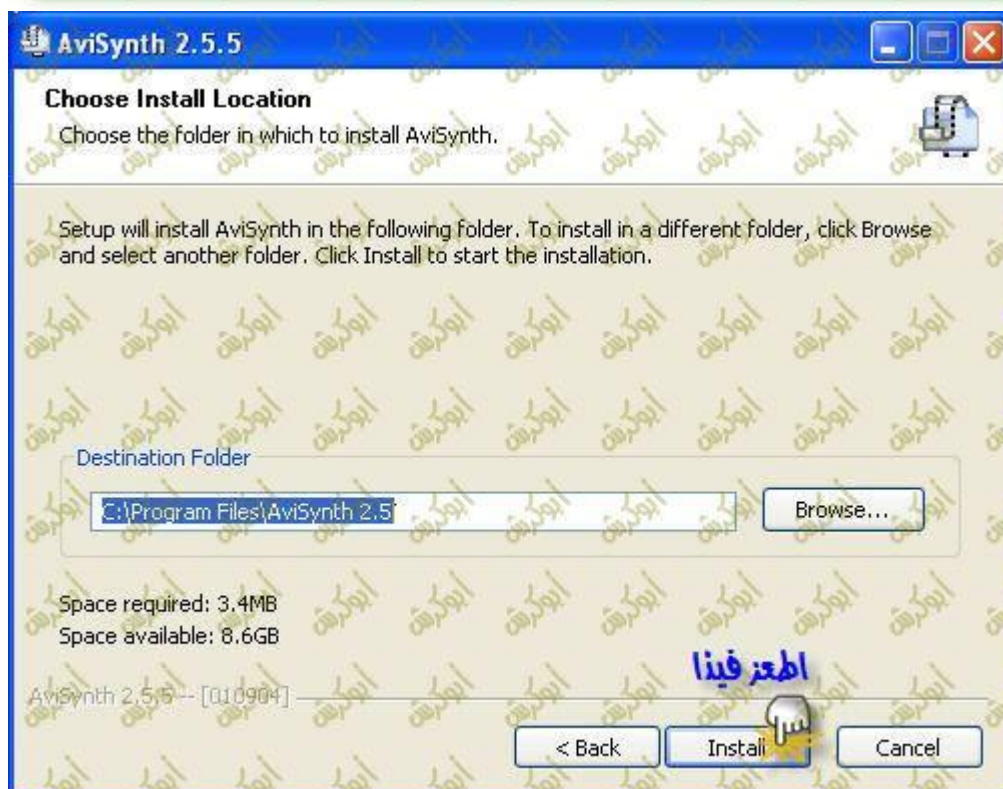 AviSynth 2.5.5
Choose Install Location
Choose the folder in which to install AviSynth.
Setup will install AviSynth in the following folder. To install in a different folder, click Browse
and select another folder. Click Install to start the installation.
Destination Folder
C:\Program Files\AviSynth 2.5
Browse...
Space required: 3.4MB
Space available: 8.6GB
AviSynth 2.5.5 -- [010904]
< Back
Install
Cancel